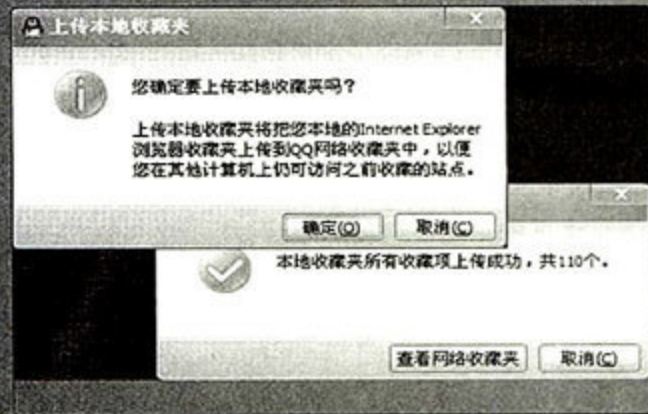 上传本地收藏夹
您确定要上传本地收藏夹吗？
上传本地收藏夹将把您本地的Internet Explorer
浏览器收藏夹上传到QQ网络收藏夹中，以便
您在其他计算机上仍可访问之前收藏的站点。
确定(O)
取消(C)
本地收藏夹所有收藏项上传成功，共110个。
查看网络收藏夹
取消(C)